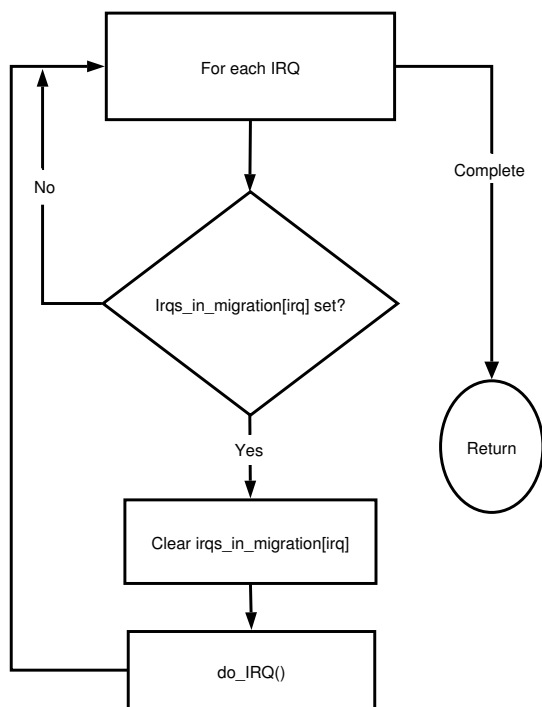 For each IRQ
No
Complete
Irqs_in_migration[irq] set?
Yes
Return
Clear irqs_in_migration[irq]
do_IRQ()